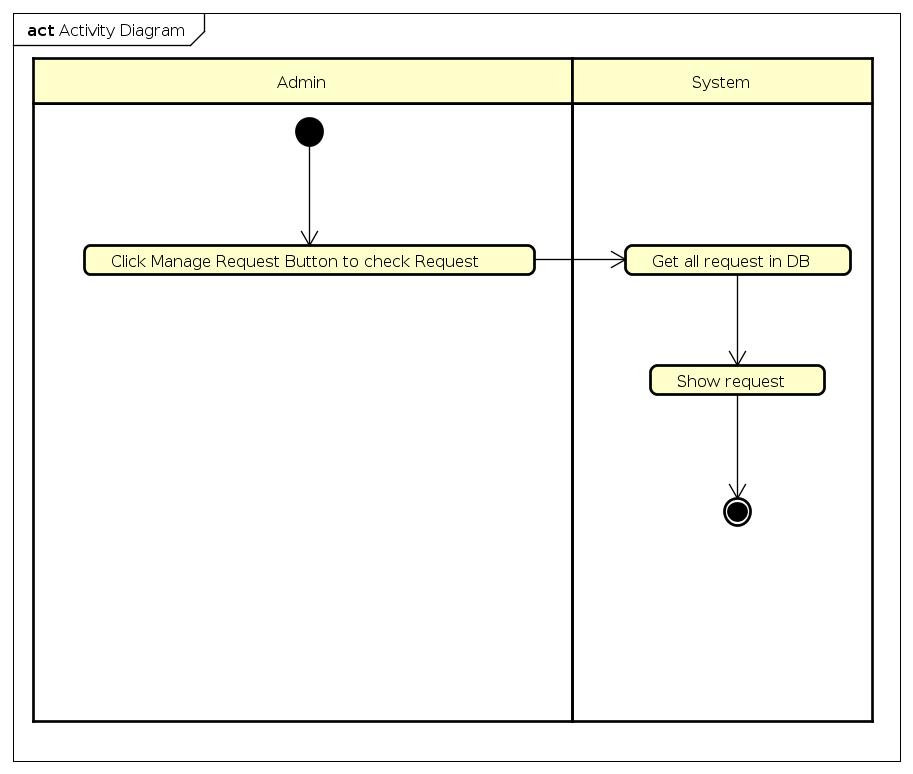 act Activity Diagram
Admin
System
Click Manage Request Button to check Request
Get all request in DB
Show request